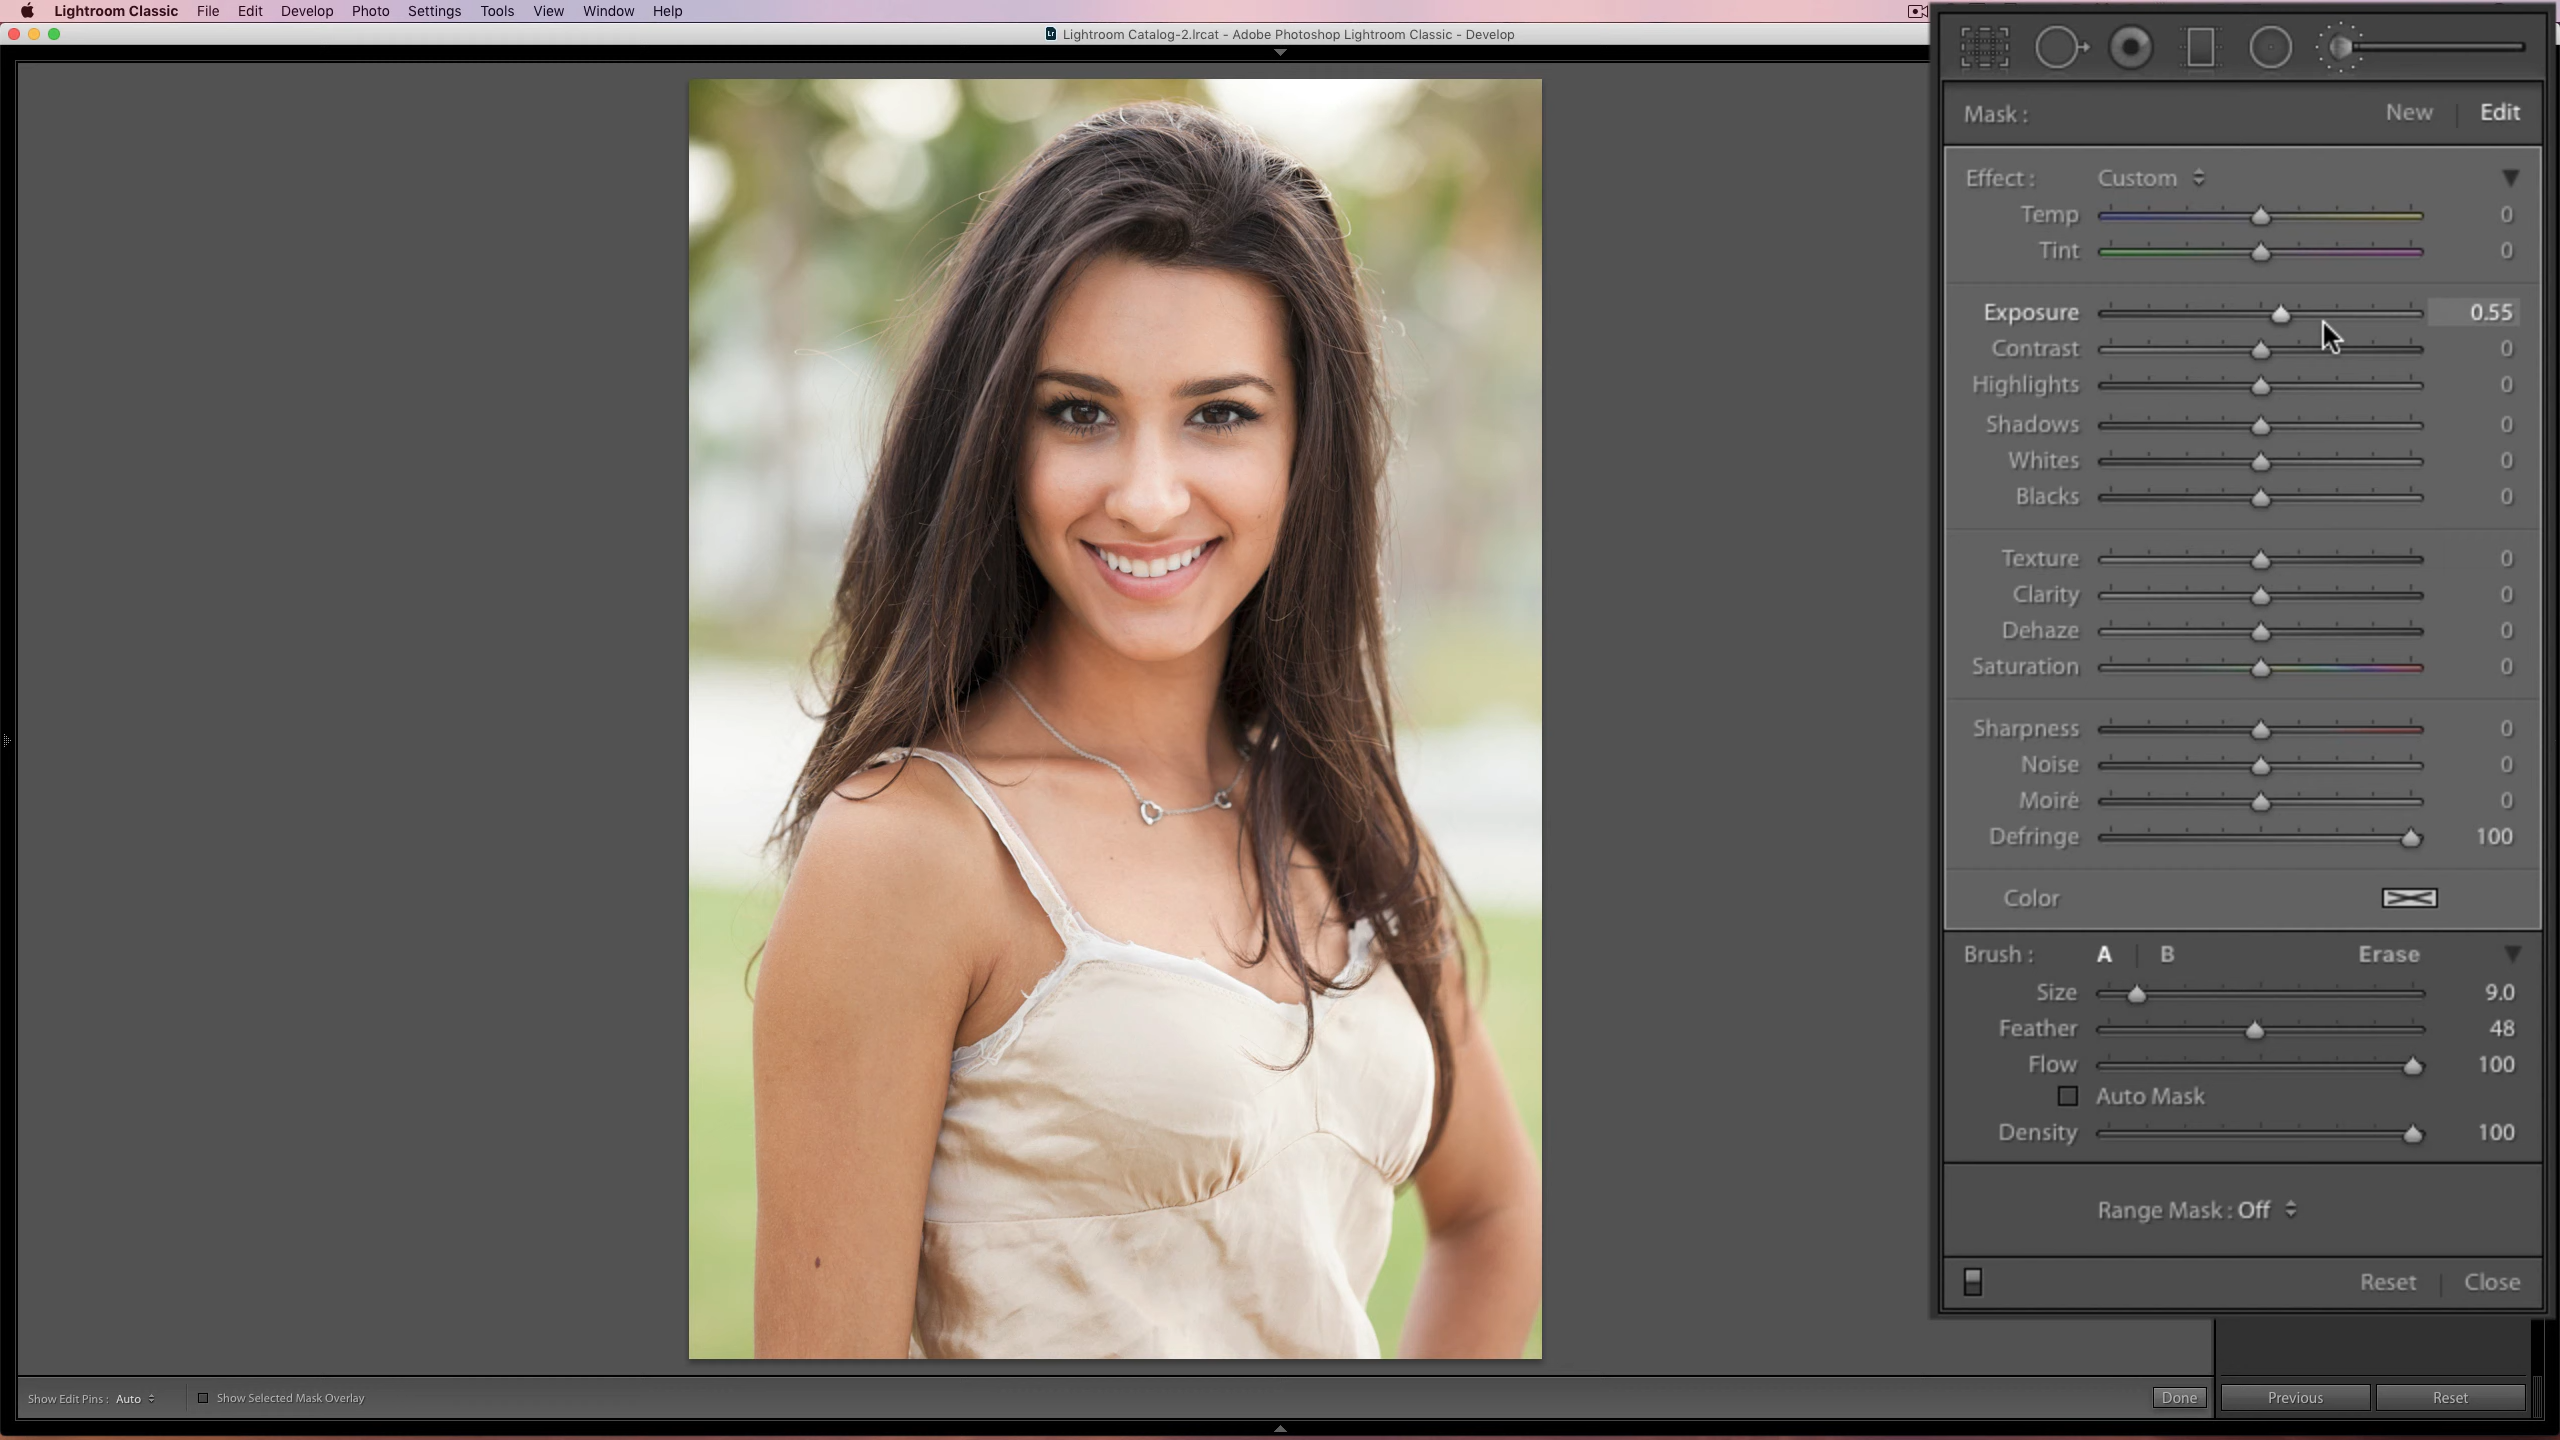 Lightroom Classic File Edit Develop Photo Settings Tools View Window Help
Lightroom Catalog-2.lrcat - Adobe Photoshop Lightroom Classic - Develop
Mask : New | Edit
Effect : Custom
Temp 0
Tint 0
Exposure 0.55
Contrast 0
Highlights 0
Shadows 0
Whites 0
Blacks 0
Texture 0
Clarity 0
Dehaze 0
Saturation 0
Sharpness 0
Noise 0
Moiré 0
Defringe 100
Color
Brush : A | B Erase
Size 9.0
Feather 48
Flow 100
Auto Mask
Density 100
Range Mask : Off
Reset | Close
Show Edit Pins : Auto Show Selected Mask Overlay Done Previous Reset